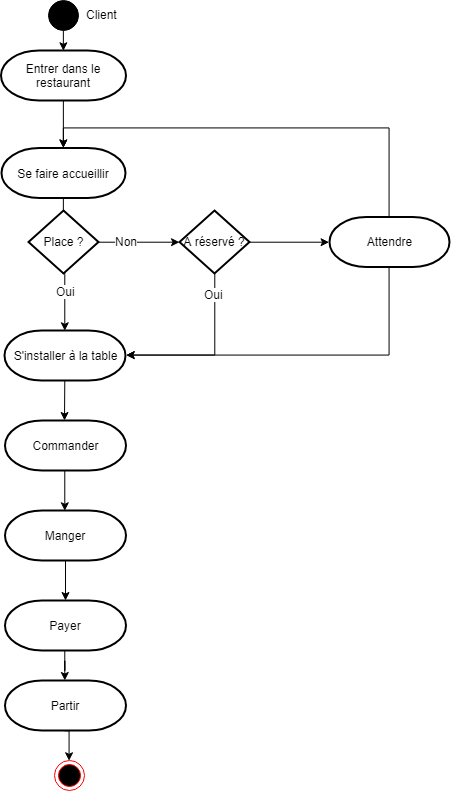 Client
Entrer dans le
restaurant
Se faire accueillir
Place ?
Non
A réservé ?
Attendre
Oui
Oui
S'installer à la table
Commander
Manger
Payer
Partir